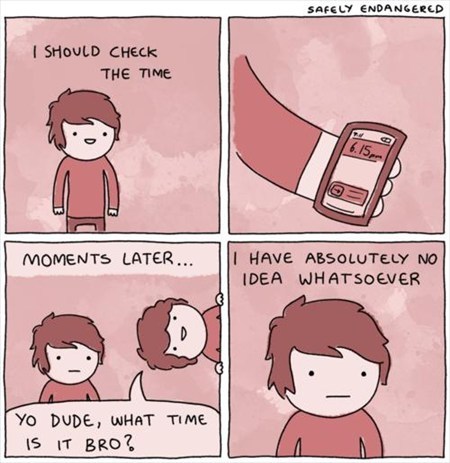 SAFELY ENDANGERED
I SHOULD CHECK
THE TIME
6.15pm
MOMENTS LATER...
YO DUDE, WHAT TIME
IS IT BRO?
I HAVE ABSOLUTELY NO
IDEA WHATSOEVER